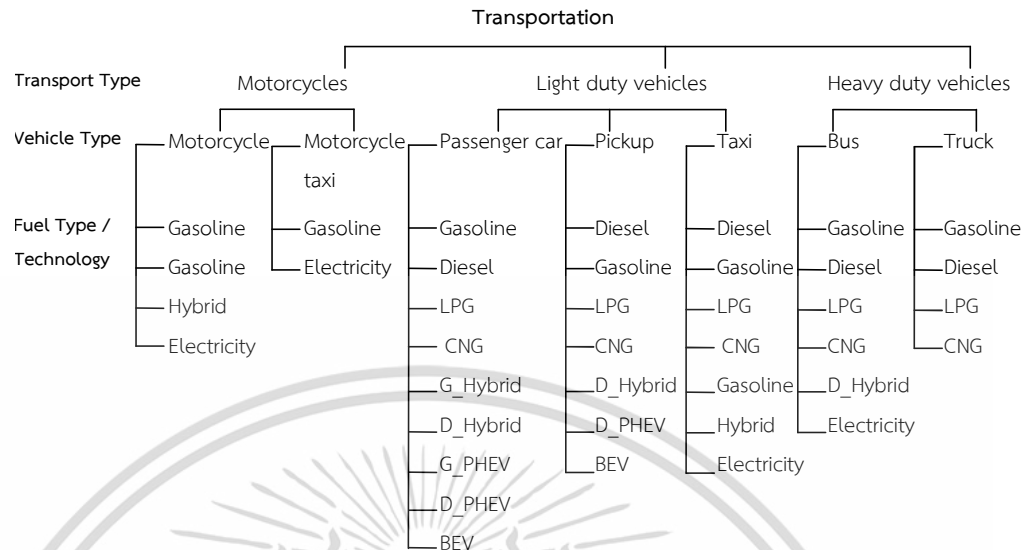 Transportation
Transport Type Motorcycles Light duty vehicles Heavy duty vehicles
Vehicle Type Motorcycle Motorcycle Passenger car Pickup Taxi Bus Truck
taxi
Fuel Type / Gasoline Gasoline Gasoline Diesel Diesel Gasoline Gasoline
Technology Gasoline Electricity Diesel Gasoline Gasoline Diesel Diesel
Hybrid LPG LPG LPG LPG LPG
Electricity CNG CNG CNG CNG CNG
G_Hybrid D_Hybrid Gasoline D_Hybrid
D_Hybrid D_PHEV Hybrid Electricity
G_PHEV BEV Electricity
D_PHEV
BEV